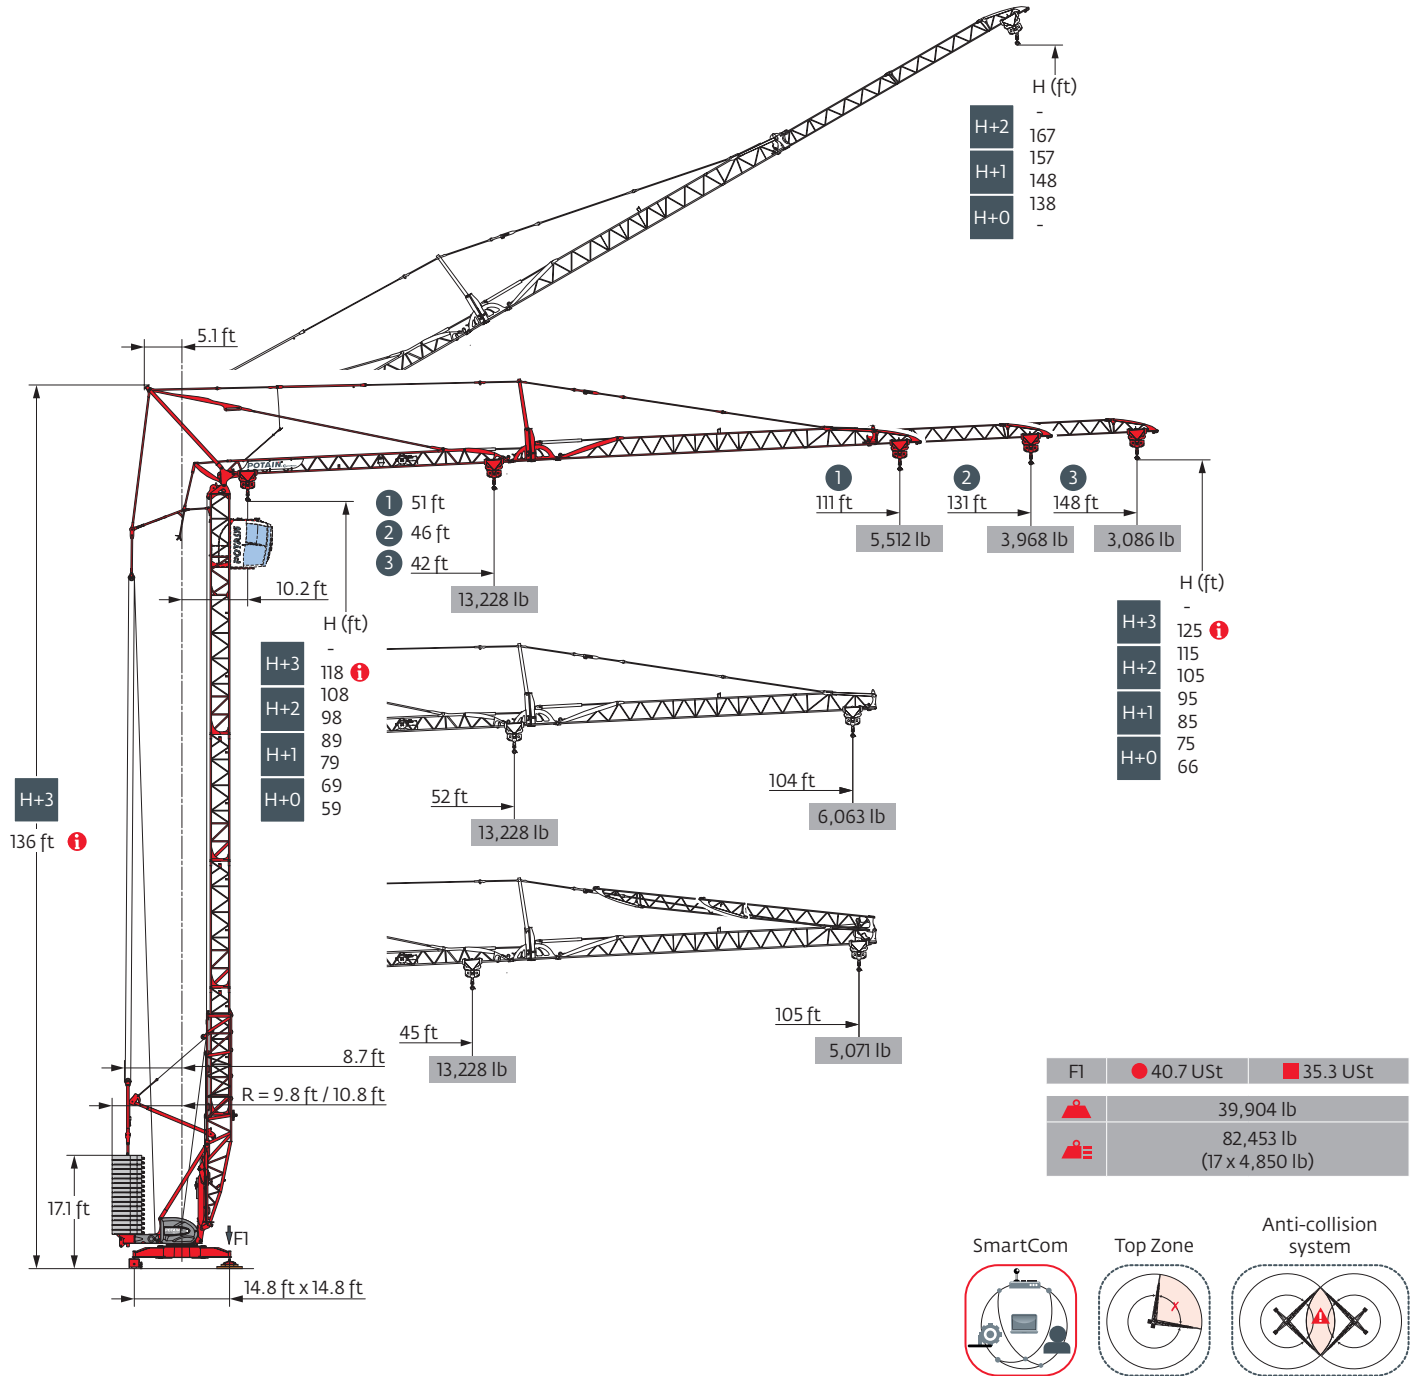 H (ft)
H+2
-
167
H+1
157
148
H+0
138
-
5.1 ft
POTAIN
1 51 ft
2 46 ft
3 42 ft
13,228 lb
1
111 ft
5,512 lb
2
131 ft
3,968 lb
3
148 ft
3,086 lb
POTAIN
10.2 ft
H (ft)
H+3
-
118 i
H+2
108
98
H+1
89
79
H+0
69
59
H (ft)
H+3
-
125 i
H+2
115
105
H+1
95
85
H+0
75
66
H+3
136 ft i
52 ft
13,228 lb
104 ft
6,063 lb
45 ft
13,228 lb
105 ft
5,071 lb
8.7 ft
R = 9.8 ft / 10.8 ft
17.1 ft
F1
14.8 ft x 14.8 ft
F1 40.7 USt 35.3 USt
39,904 lb
82,453 lb
(17 x 4,850 lb)
SmartCom
Top Zone
Anti-collision
system